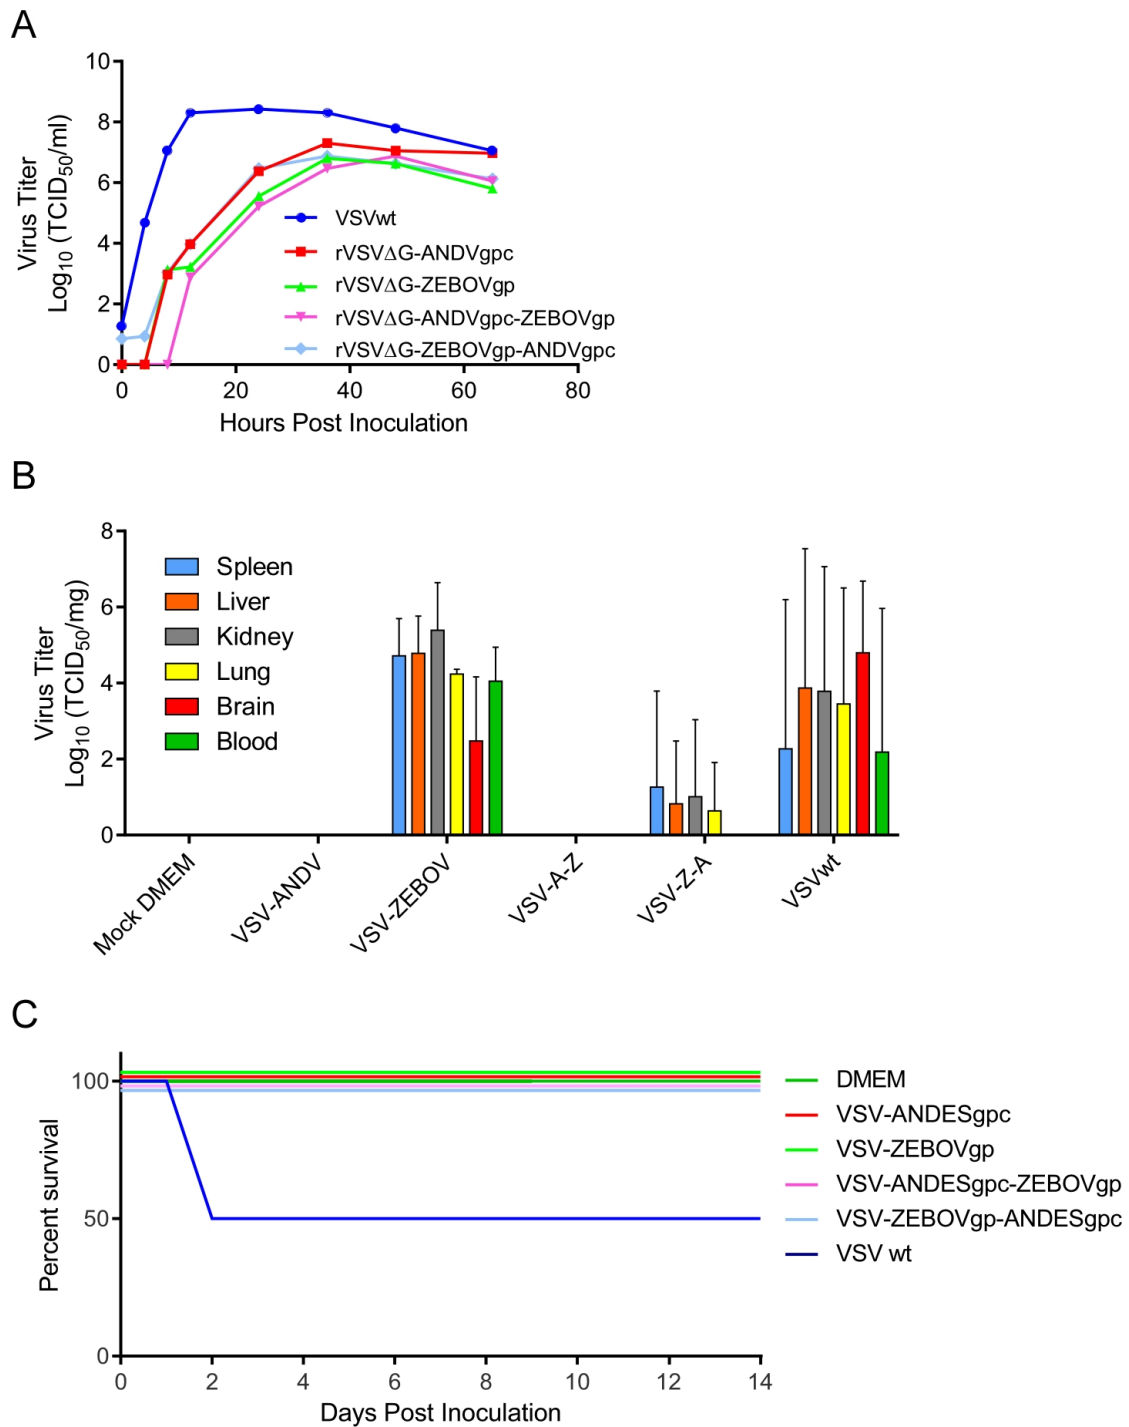 A
10
8
6
4
2
0
Virus Titer
Log10 (TCID50/ml)
VSVwt
rVSVΔG-ANDVgpc
rVSVΔG-ZEBOVgp
rVSVΔG-ANDVgpc-ZEBOVgp
rVSVΔG-ZEBOVgp-ANDVgpc
0 20 40 60 80
Hours Post Inoculation
B
8
6
4
2
0
Virus Titer
Log10 (TCID50/mg)
Spleen
Liver
Kidney
Lung
Brain
Blood
Mock DMEM
VSV-ANDV
VSV-ZEBOV
VSV-A-Z
VSV-Z-A
VSVwt
C
100
50
0
Percent survival
DMEM
VSV-ANDESgpc
VSV-ZEBOVgp
VSV-ANDESgpc-ZEBOVgp
VSV-ZEBOVgp-ANDESgpc
VSV wt
0 2 4 6 8 10 12 14
Days Post Inoculation